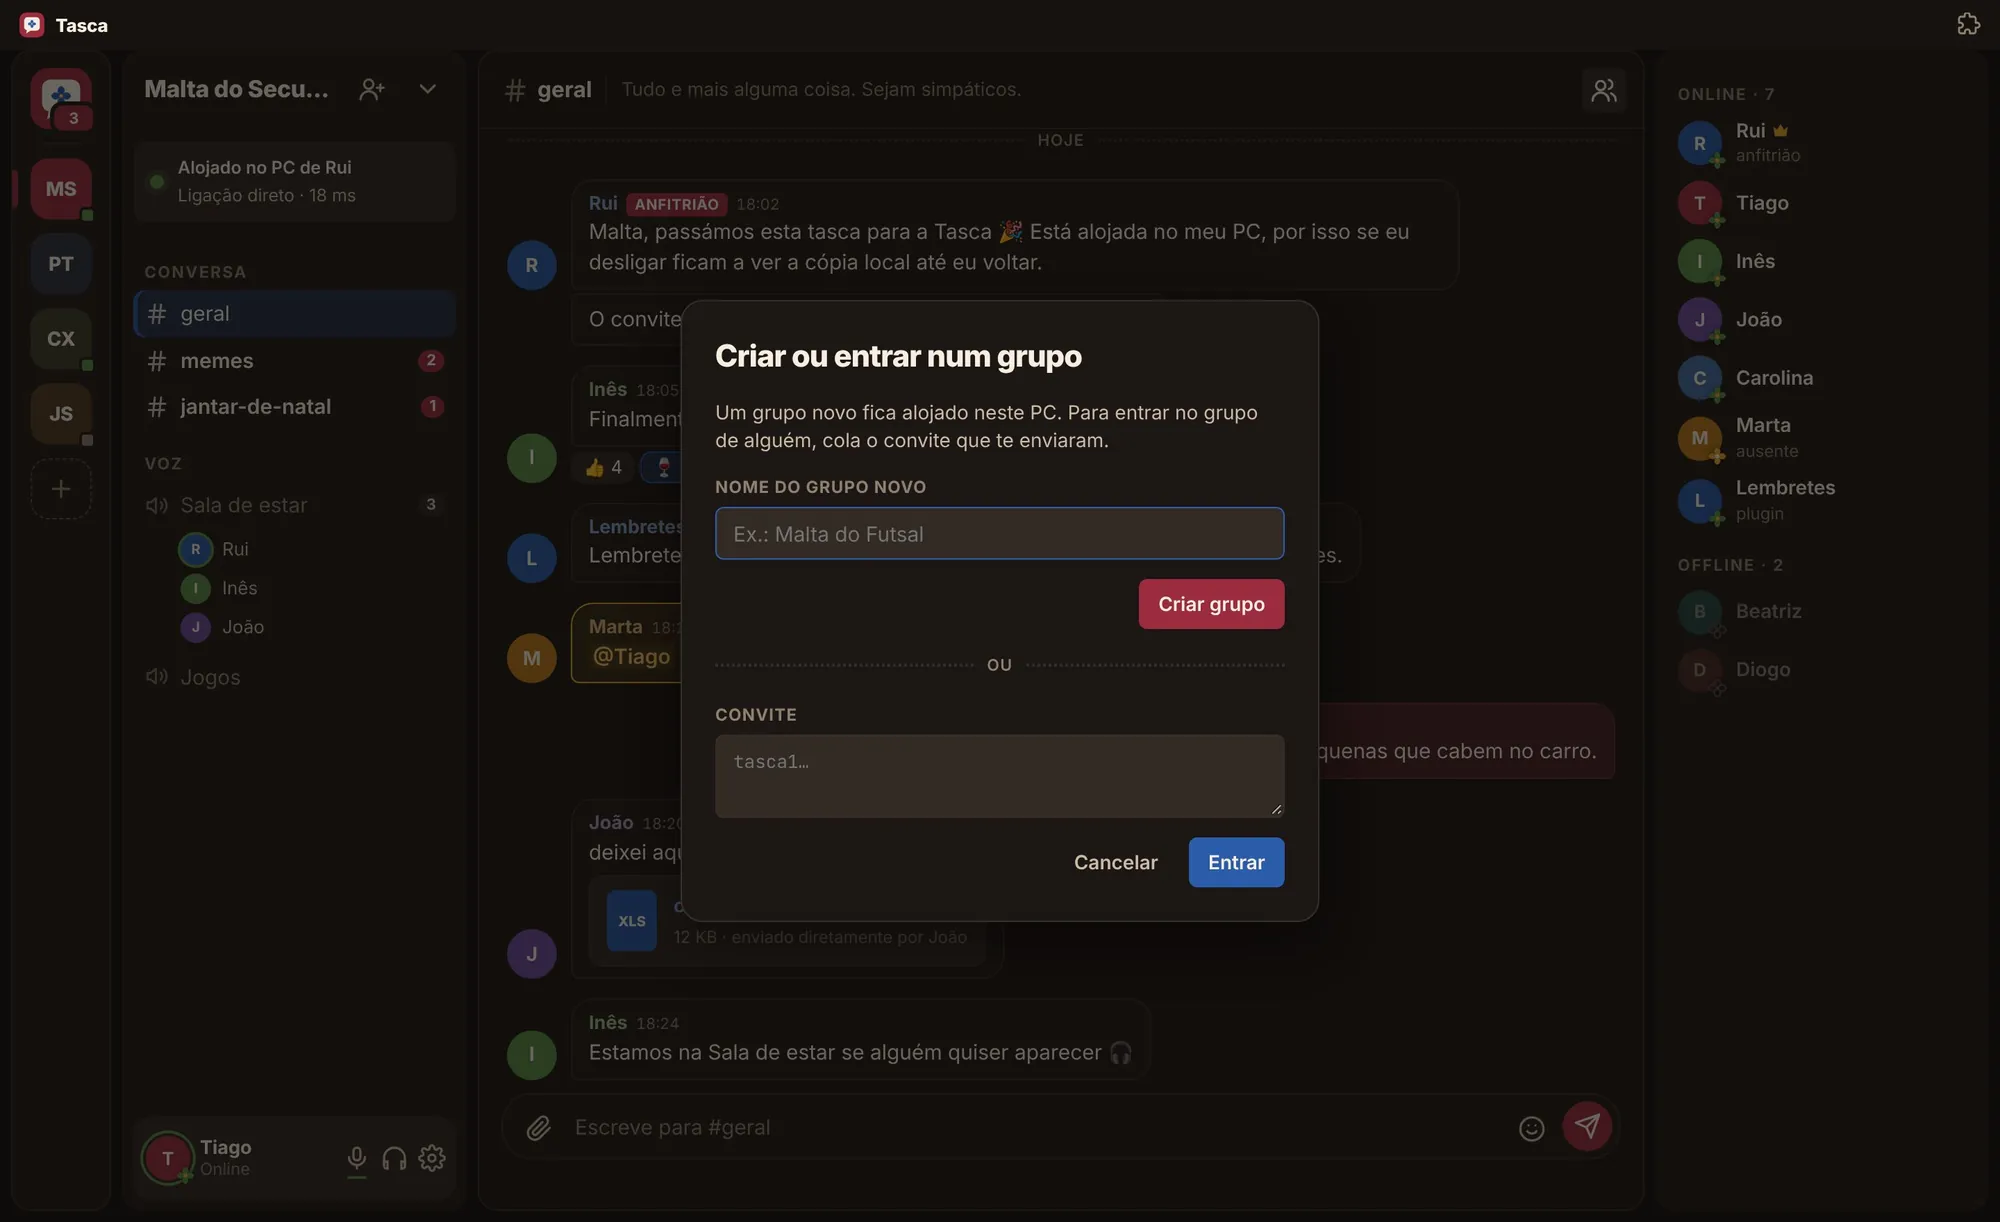 Tasca
3
MS
PT
CX
JS
Malta do Secu...
Alojado no PC de Rui
Ligação direto · 18 ms
CONVERSA
# geral
# memes 2
# jantar-de-natal 1
VOZ
Sala de estar 3
R Rui
I Inês
J João
Jogos
T
Tiago
Online
# geral
Tudo e mais alguma coisa. Sejam simpáticos.
HOJE
R
Rui ANFITRIÃO 18:02
Malta, passámos esta tasca para a Tasca 🎉 Está alojada no meu PC, por isso se eu
desligar ficam a ver a cópia local até eu voltar.
O convite
I
Inês 18:05
👍 4 🍷
L
Lembretes
M
Marta
@Tiago
quenas que cabem no carro.
J
João
deixei
XLS
12 KB · enviado diretamente por João
I
Inês 18:24
Estamos na Sala de estar se alguém quiser aparecer 🎧
Escreve para #geral
Criar ou entrar num grupo
Um grupo novo fica alojado neste PC. Para entrar no grupo
de alguém, cola o convite que te enviaram.
NOME DO GRUPO NOVO
Ex.: Malta do Futsal
Criar grupo
OU
CONVITE
tasca1…
Cancelar
Entrar
ONLINE · 7
R
Rui
anfitrião
T Tiago
I Inês
J João
C Carolina
M
Marta
ausente
L
Lembretes
plugin
OFFLINE · 2
B Beatriz
D Diogo